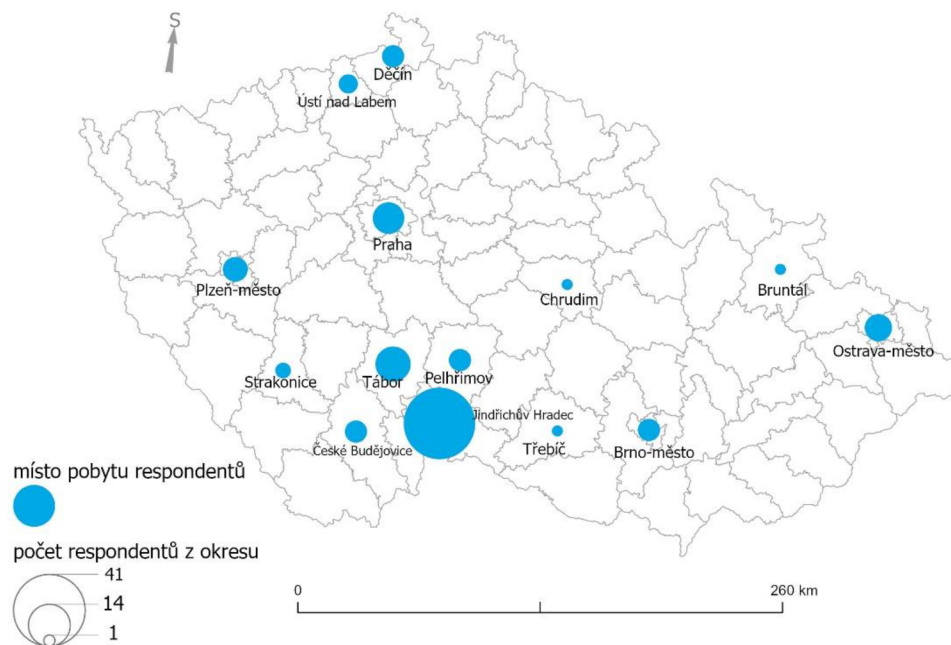 S
Děčín
Ústí nad Labem
Praha
Plzeň-město
Chrudim
Bruntál
Ostrava-město
Strakonice
Tábor
Pelhřimov
Jindřichův Hradec
České Budějovice
Třebíč
Brno-město
místo pobytu respondentů
počet respondentů z okresu
41
14
1
0
260 km